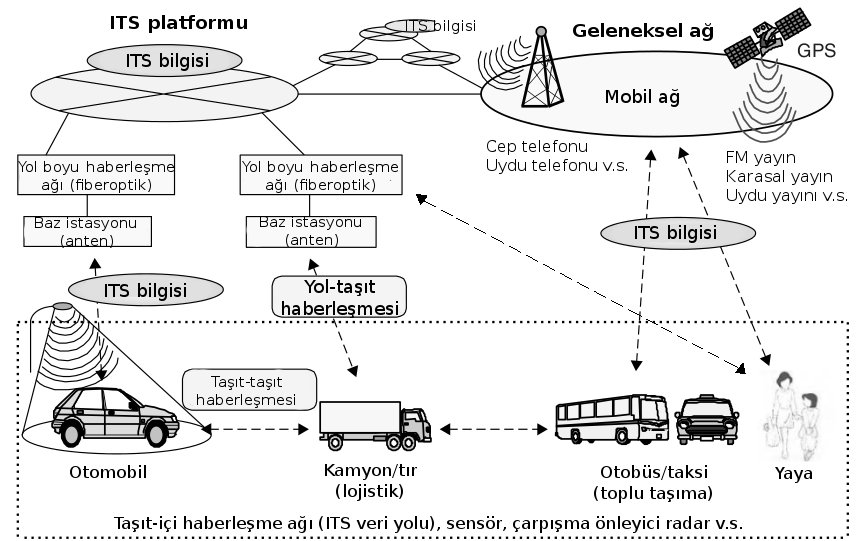 ITS platformu
ITS bilgisi
ITS bilgisi
Geleneksel ağ
GPS
Mobil ağ
Cep telefonu
Uydu telefonu v.s.
FM yayın
Karasal yayın
Uydu yayını v.s.
Yol boyu haberleşme
ağı (fiberoptik)
Yol boyu haberleşme
ağı (fiberoptik)
Baz istasyonu
(anten)
Baz istasyonu
(anten)
ITS bilgisi
ITS bilgisi
Yol-taşıt
haberleşmesi
Taşıt-taşıt
haberleşmesi
Otomobil
Kamyon/tır
(lojistik)
Otobüs/taksi
(toplu taşıma)
Yaya
Taşıt-içi haberleşme ağı (ITS veri yolu), sensör, çarpışma önleyici radar v.s.